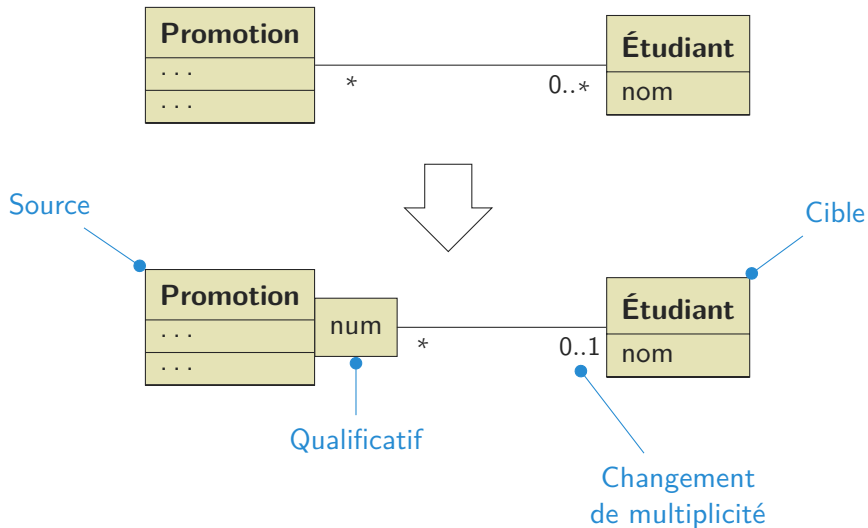 Promotion
. . .
. . .
*
0..*
Étudiant
nom
Source
Cible
Promotion
. . .
. . .
num
*
0..1
Étudiant
nom
Qualificatif
Changement
de multiplicité